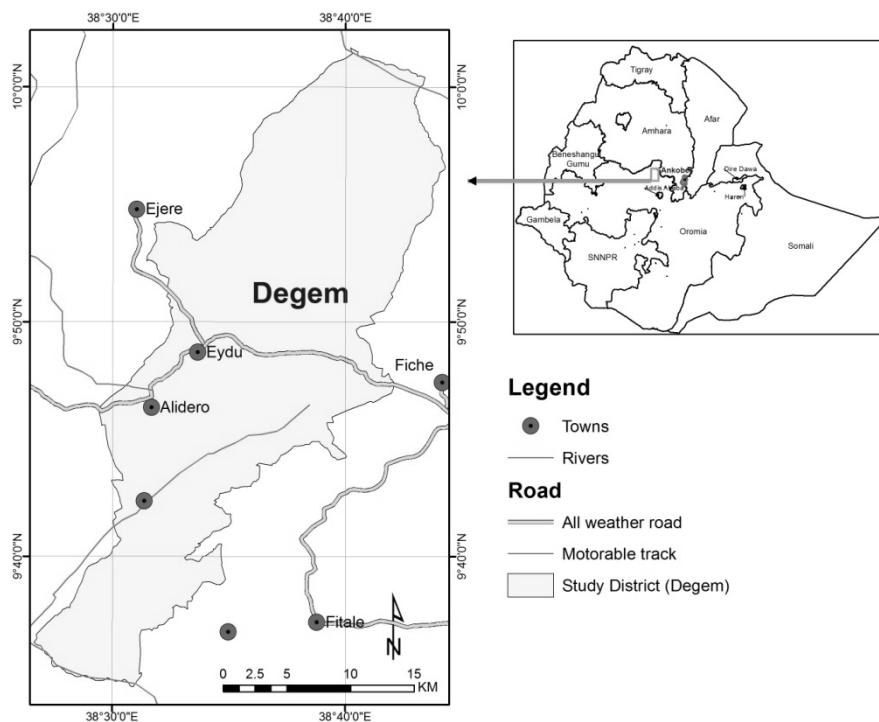 38°30'0"E
38°40'0"E
10°0'0"N
10°0'0"N
9°50'0"N
9°50'0"N
9°40'0"N
9°40'0"N
38°30'0"E
38°40'0"E
Ejere
Degem
Eydu
Fiche
Alidero
Fitale
N
0 2.5 5 10 15
KM
Tigray
Afar
Amhara
Beneshangu
Gumu
Ankober
Dire Dawa
Addis Ababa
Harari
Gambela
Oromia
SNNPR
Somali
Legend
Towns
Rivers
Road
All weather road
Motorable track
Study District (Degem)